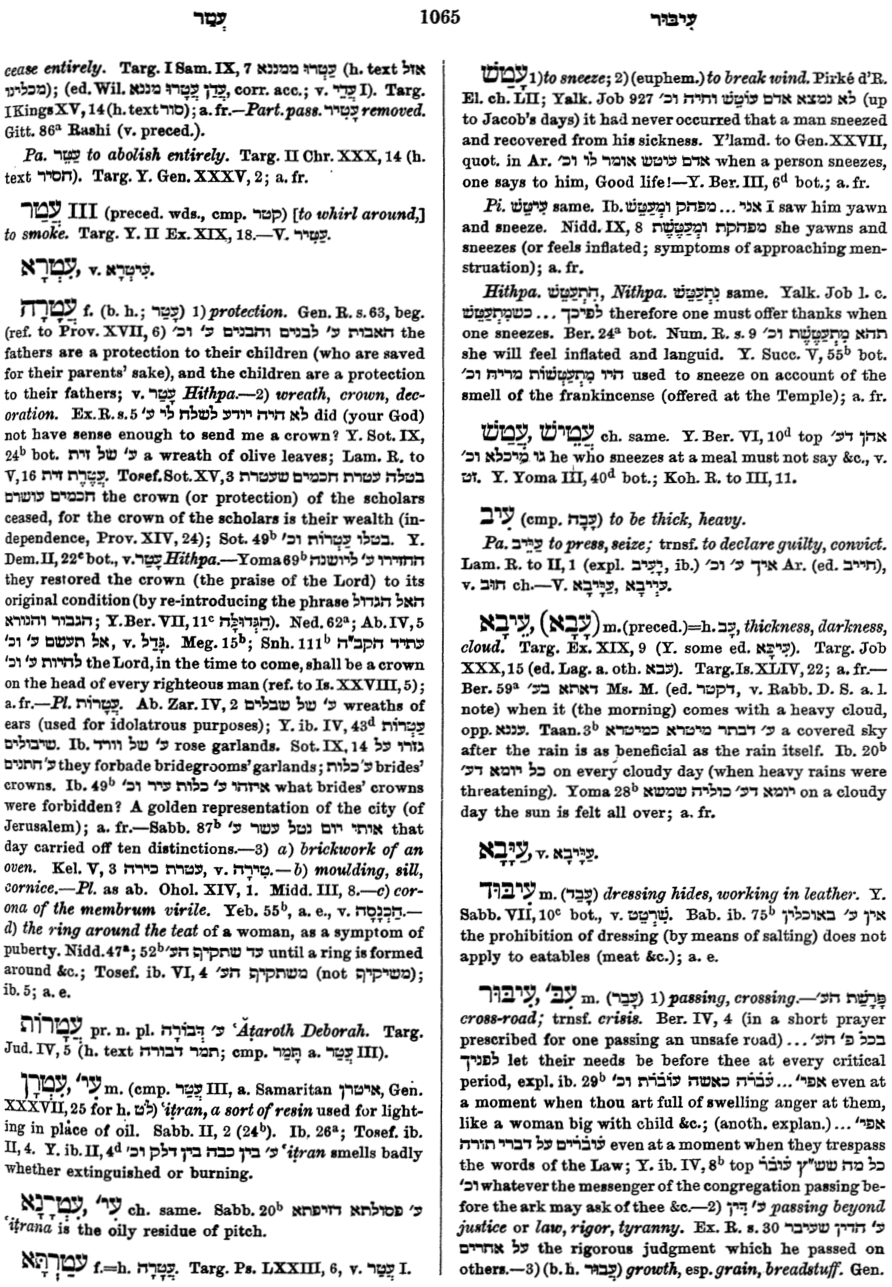 עֲטַר 1065 עִיבּוּר
cease entirely. Targ. I Sam. IX, 7 עֲטָרוּ ממננא (h. text אזל
מכלינו); (ed. Wil. עֲדָן עֲטָרוּ מננא, corr. acc.; v. עֲדֵי I). Targ.
I Kings XV, 14 (h. text סור); a. fr.—Part. pass. עָטִיר removed.
Gitt. 86ᵃ Rashi (v. preced.).
Pa. עַטֵּר to abolish entirely. Targ. II Chr. XXX, 14 (h.
text חסיר). Targ. Y. Gen. XXXV, 2; a. fr.
עֲטַר III (preced. wds., cmp. קטר) [to whirl around,]
to smoke. Targ. Y. II Ex. XIX, 18.—V. עֲטִיר.
עִטְרָא, v. עִיטְרָא.
עֲטָרָה f. (b. h.; עָטַר) 1) protection. Gen. R. s. 63, beg.
(ref. to Prov. XVII, 6) האבות ע׳ לבנים והבנים ע׳ וכ׳ the
fathers are a protection to their children (who are saved
for their parents’ sake), and the children are a protection
to their fathers; v. עָטַר Hithpa.—2) wreath, crown, dec-
oration. Ex. R. s. 5 לא היה יודע לשלח לי ע׳ did (your God)
not have sense enough to send me a crown? Y. Sot. IX,
24ᵇ bot. ע׳ של זית a wreath of olive leaves; Lam. R. to
V, 16 עֲטֶרֶת זית. Tosef. Sot. XV, 3 בטלה עטרת חכמים שעטרת
חכמים עושרם the crown (or protection) of the scholars
ceased, for the crown of the scholars is their wealth (in-
dependence, Prov. XIV, 24); Sot. 49ᵇ בטלו עֲטָרוֹת וכ׳. Y.
Dem. II, 22ᶜ bot., v. עָטַר Hithpa.—Yoma 69ᵇ החזירו ע׳ ליושנה
they restored the crown (the praise of the Lord) to its
original condition (by re-introducing the phrase האל הגדול
הגבור והנורא; Y. Ber. VII, 11ᶜ הַגְּדוּלָּה). Ned. 62ᵃ; Ab. IV, 5
אל תעשם ע׳ וכ׳, v. גָּדַל. Meg. 15ᵇ; Snh. 111ᵇ עתיד הקב״ה
להיות ע׳ וכ׳ the Lord, in the time to come, shall be a crown
on the head of every righteous man (ref. to Is. XXVIII, 5);
a. fr.—Pl. עֲטָרוֹת. Ab. Zar. IV, 2 ע׳ של שבלים wreaths of
ears (used for idolatrous purposes); Y. ib. IV, 43ᵈ עֲטָרוֹת
שיבולים. Ib. ע׳ של וורד rose garlands. Sot. IX, 14 גזרו על
ע׳ חתנים they forbade bridegrooms’ garlands; ע׳ כלות brides’
crowns. Ib. 49ᵇ איזהו ע׳ כלות עיר וכ׳ what brides’ crowns
were forbidden? A golden representation of the city (of
Jerusalem); a. fr.—Sabb. 87ᵇ אותי יום נטל עשר ע׳ that
day carried off ten distinctions.—3) a) brickwork of an
oven. Kel. V, 3 עטרת כירה, v. טִירָה.—b) moulding, sill,
cornice.—Pl. as ab. Ohol. XIV, 1. Midd. III, 8.—c) cor-
ona of the membrum virile. Yeb. 55ᵇ, a. e., v. הַכְנָסָה.—
d) the ring around the teat of a woman, as a symptom of
puberty. Nidd. 47ᵃ; 52ᵇ עד שתקיף הע׳ until a ring is formed
around &c.; Tosef. ib. VI, 4 משתקיף הע׳ (not משיקיף);
ib. 5; a. e.
עֲטָרוֹת pr. n. pl. ע׳ דְּבוֹרָה ‘Ăṭaroth Deborah. Targ.
Jud. IV, 5 (h. text תמר דבורה; cmp. תָּמָר a. עֲטַר III).
עִטְרָן, עִי׳ m. (cmp. עֲטַר III, a. Samaritan איטרן, Gen.
XXXVII, 25 for h. לֹט) ‘iṭran, a sort of resin used for light-
ing in place of oil. Sabb. II, 2 (24ᵇ). Ib. 26ᵃ; Tosef. ib.
II, 4. Y. ib. II, 4ᵈ ע׳ בין כבה בין דלק וכ׳ ‘iṭran smells badly
whether extinguished or burning.
עִטְרָנָא, עִי׳ ch. same. Sabb. 20ᵇ ע׳ פסולתא דזיפתא
‘iṭrana is the oily residue of pitch.
עֲטַרְתָּא f.=h. עֲטָרָה. Targ. Ps. LXXIII, 6, v. עֲטַר I.
עָטַשׁ 1) to sneeze; 2) (euphem.) to break wind. Pirké d’R.
El. ch. LII; Yalk. Job 927 לא נמצא אדם עוֹטֵשׁ וחיה וכ׳ (up
to Jacob’s days) it had never occurred that a man sneezed
and recovered from his sickness. Y’lamd. to Gen. XXVII,
quot. in Ar. אדם עוטש אומר לו וכ׳ when a person sneezes,
one says to him, Good life!—Y. Ber. III, 6ᵈ bot.; a. fr.
Pi. עִיטֵּשׁ same. Ib. אני ... מפהק וּמְעַטֵּשׁ I saw him yawn
and sneeze. Nidd. IX, 8 מפהקת וּמְעַטֶּשֶׁת she yawns and
sneezes (or feels inflated; symptoms of approaching men-
struation); a. fr.
Hithpa. הִתְעַטֵּשׁ, Nithpa. נִתְעַטֵּשׁ same. Yalk. Job l. c.
לפיכך ... כשמִתְעַטֵּשׁ therefore one must offer thanks when
one sneezes. Ber. 24ᵃ bot. Num. R. s. 9 תהא מִתְעַטֶּשֶׁת וכ׳
she will feel inflated and languid. Y. Succ. V, 55ᵇ bot.
היו מִתְעַטְּשׁוֹת מריח וכ׳ used to sneeze on account of the
smell of the frankincense (offered at the Temple); a. fr.
עֲטַשׁ, עֲטֵישׁ ch. same. Y. Ber. VI, 10ᵈ top אהן דע׳
גו מֵיכלא וכ׳ he who sneezes at a meal must not say &c., v.
זט. Y. Yoma III, 40ᵈ bot.; Koh. R. to III, 11.
עִיב (cmp. עָבָה) to be thick, heavy.
Pa. עַיֵּיב to press, seize; trnsf. to declare guilty, convict.
Lam. R. to II, 1 (expl. יָעִיב, ib.) איך ע׳ וכ׳ Ar. (ed. חייב),
v. חוּב ch.—V. עַיָּיבָא, עֵייבָא.
עֵיבָא, (עָבָא) m. (preced.)=h. עָב, thickness, darkness,
cloud. Targ. Ex. XIX, 9 (Y. some ed. עֵיבָא). Targ. Job
XXX, 15 (ed. Lag. a. oth. עבא). Targ. Is. XLIV, 22; a. fr.—
Ber. 59ᵃ דאתא בע׳ Ms. M. (ed. דקטר, v. Rabb. D. S. a. l.
note) when it (the morning) comes with a heavy cloud,
opp. עננא. Taan. 3ᵇ ע׳ דבתר מיטרא כמיטרא a covered sky
after the rain is as beneficial as the rain itself. Ib. 20ᵇ
כל יומא דע׳ on every cloudy day (when heavy rains were
threatening). Yoma 28ᵇ יומא דע׳ כוליה שמשא on a cloudy
day the sun is felt all over; a. fr.
עַיָּבָא, v. עַיָּיבָא.
עִיבּוּד m. (עָבַד) dressing hides, working in leather. Y.
Sabb. VII, 10ᶜ bot., v. שִׂרְטֵט. Bab. ib. 75ᵇ אין ע׳ באוכלין
the prohibition of dressing (by means of salting) does not
apply to eatables (meat &c.); a. e.
עִיבּוּר, עִבּ׳ m. (עָבַר) 1) passing, crossing.—פָּרָשַׁת הע׳
cross-road; trnsf. crisis. Ber. IV, 4 (in a short prayer
prescribed for one passing an unsafe road) בכל פ׳ הע׳ ...
לפניך let their needs be before thee at every critical
period, expl. ib. 29ᵇ אפי׳ ... עֶבְרָה כאשה עוֹבָרֹת וכ׳ even at
a moment when thou art full of swelling anger at them,
like a woman big with child &c.; (anoth. explan.) אפי׳ ...
עוֹבְרִים על דברי תורה even at a moment when they trespass
the words of the Law; Y. ib. IV, 8ᵇ top כל מה שש״ץ עוֹבֵר
וכ׳ whatever the messenger of the congregation passing be-
fore the ark may ask of thee &c.—2) ע׳ דִּין passing beyond
justice or law, rigor, tyranny. Ex. R. s. 30 ע׳ הדין שעיבר
על אחרים the rigorous judgment which he passed on
others.—3) (b. h. עֲבוּר) growth, esp. grain, breadstuff. Gen.